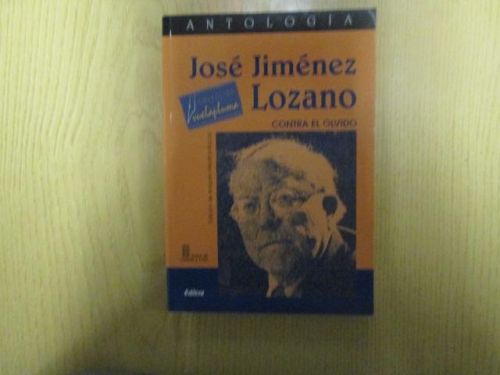 ANTOLOGÍA
José Jiménez
Lozano
Vuelapluma
CONTRA EL OLVIDO
Edilesa